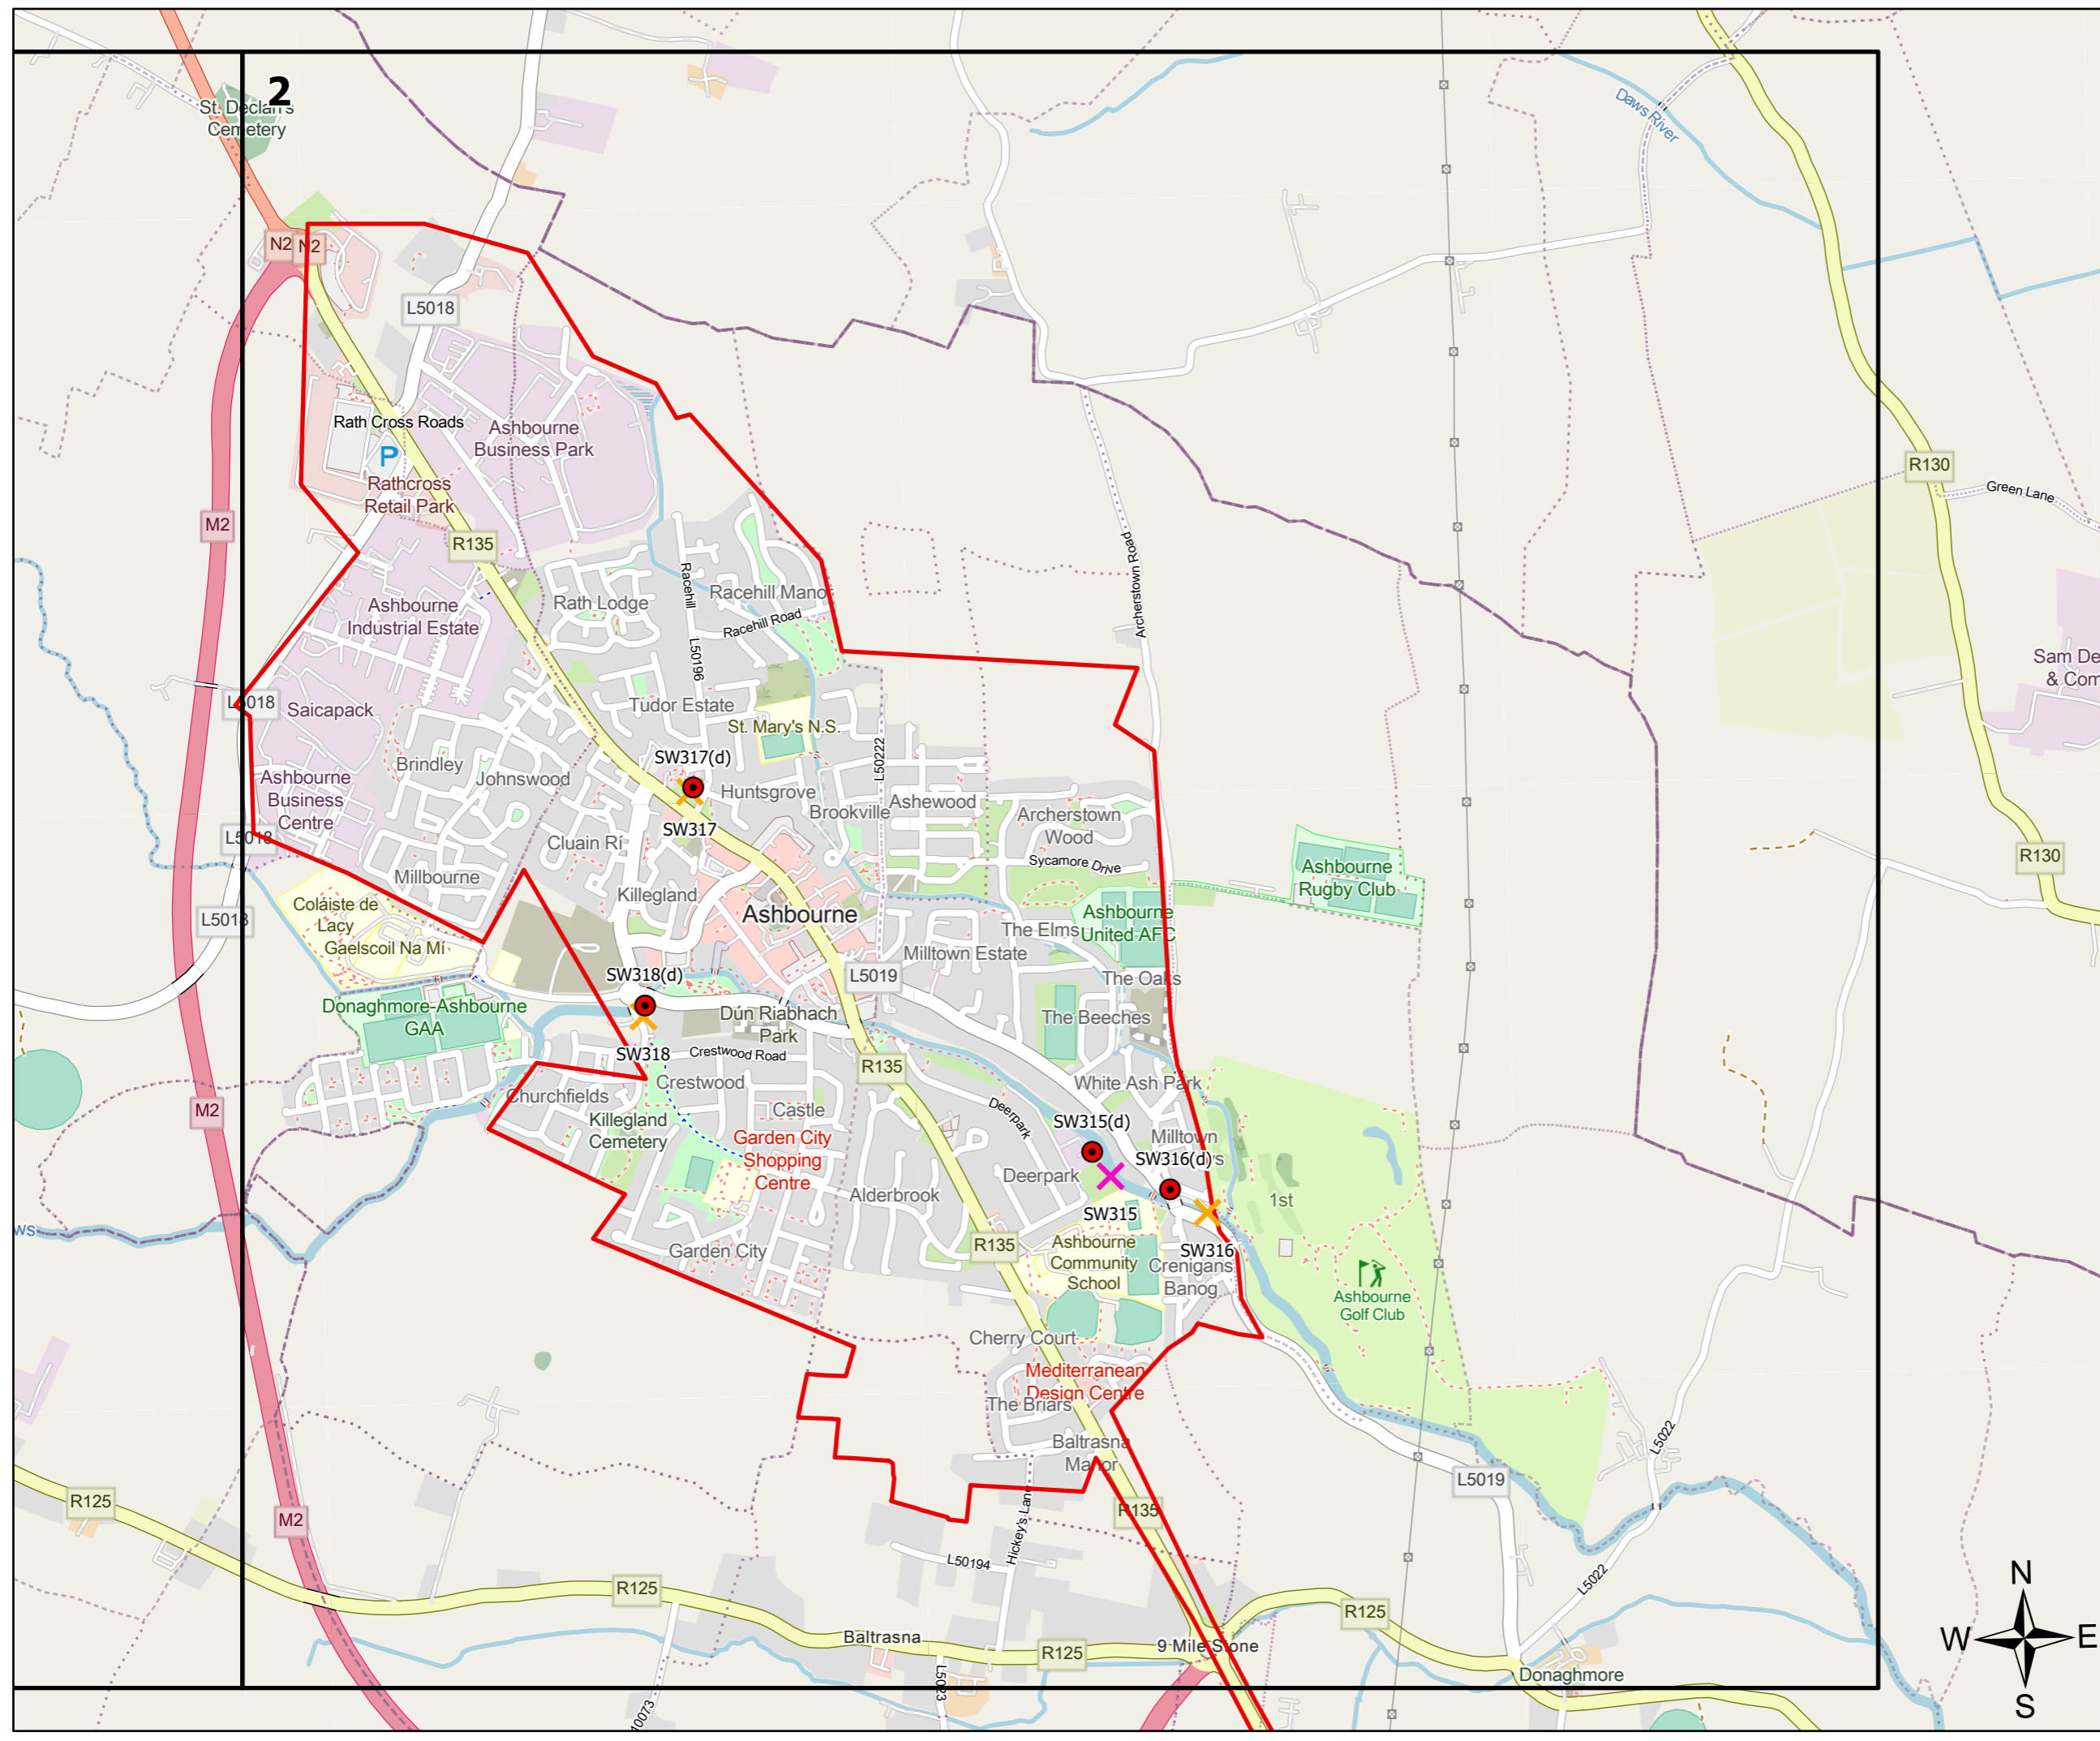 2
St. Declan's
Cemetery
Daws River
N2
N2
L5018
Rath Cross Roads
Ashbourne
Business Park
P
Rathcross
Retail Park
R130
Green Lane
M2
R135
Archerstown Road
Racehill
Racehill Manor
Rath Lodge
Ashbourne
Industrial Estate
Racehill Road
L50196
Sam De
& Com
L5018
Saicapack
Tudor Estate
St. Mary's N.S.
L50222
Brindley
Johnswood
SW317(d)
Huntsgrove
Ashbourne
Business
Centre
Brookville
Ashewood
Archerstown
Wood
SW317
L5018
Cluain Rí
Sycamore Drive
R130
Ashbourne
Rugby Club
Millbourne
Killegland
Coláiste de
Lacy
Ashbourne
L5018
Ashbourne
United AFC
The Elms
Gaelscoil Na Mí
Milltown Estate
SW318(d)
L5019
The Oaks
Donaghmore-Ashbourne
GAA
Dún Riabhach
Park
The Beeches
SW318
Crestwood Road
R135
Crestwood
White Ash Park
Churchfields
Castle
Deerpark
M2
Killegland
Cemetery
SW315(d)
Garden City
Shopping
Centre
Milltown
SW316(d)
Deerpark
Alderbrook
1st
SW315
WS
Garden City
R135
Ashbourne
Community
School
SW316
Crenigans
Banog
Ashbourne
Golf Club
Cherry Court
Mediterranean
Design Centre
The Briars
Baltrasna
Manor
L5022
L5019
R125
M2
R135
Hickey's Lane
L50194
L5022
N
R125
R125
W
E
Baltrasna
R125
9 Mile Stone
Donaghmore
L5023
S